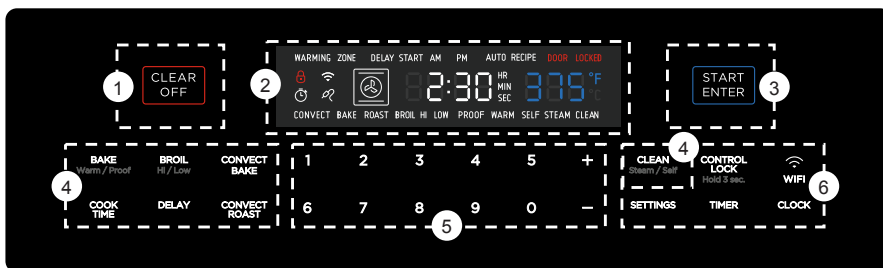 WARMING ZONE DELAY START AM PM AUTO RECIPE DOOR LOCKED
1
CLEAR
OFF
2
2:30
HR
MIN
SEC
375
°F
°C
CONVECT BAKE ROAST BROIL HI LOW PROOF WARM SELF STEAM CLEAN
START
ENTER
3
4
BAKE
Warm / Proof
BROIL
Hi / Low
CONVECT
BAKE
COOK
TIME
DELAY
CONVECT
ROAST
1 2 3 4 5 +
6 7 8 9 0 –
5
CLEAN
Steam / Self
4
CONTROL
LOCK
Hold 3 sec.
WIFI
6
SETTINGS
TIMER
CLOCK